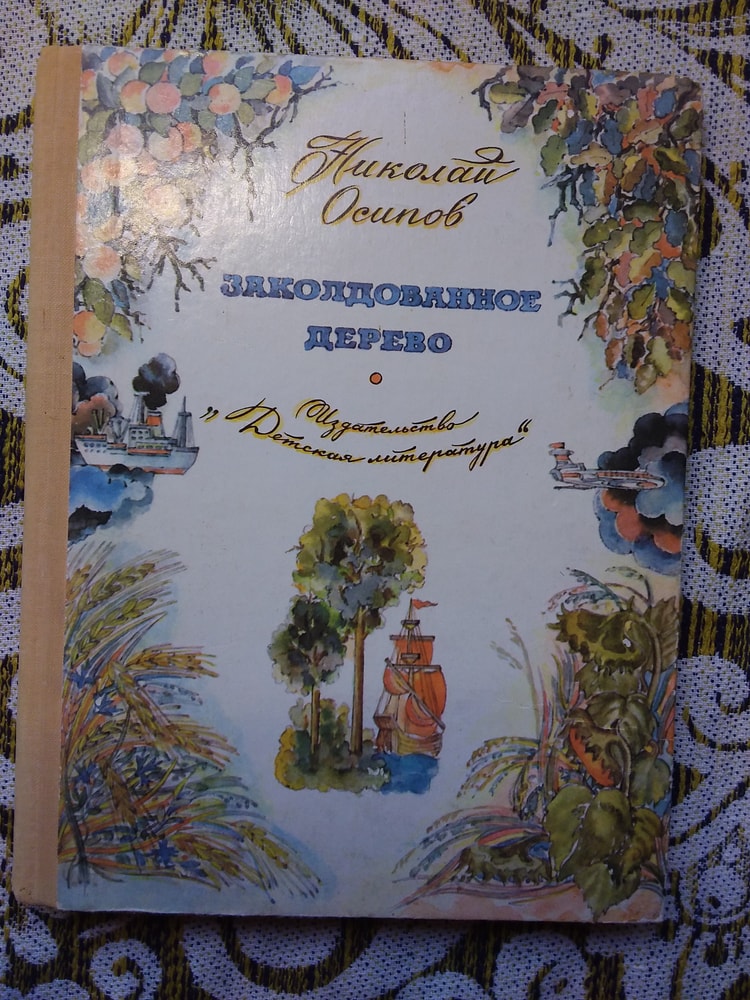 Николай
Осипов
ЗАКОЛДОВАННОЕ
ДЕРЕВО
„Издательство
Детская литература“